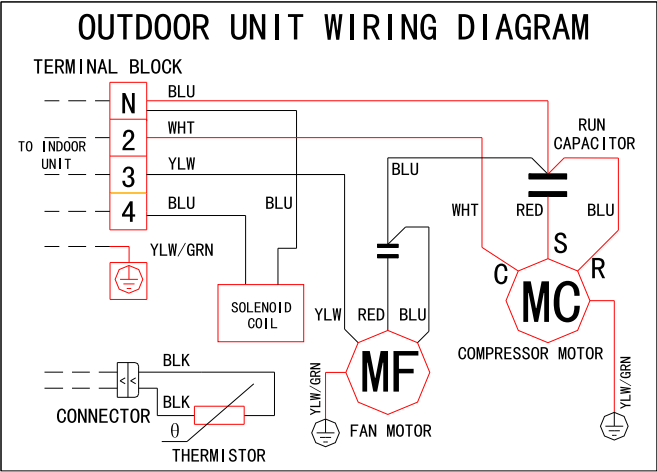 OUTDOOR UNIT WIRING DIAGRAM
TERMINAL BLOCK
N
BLU
2
WHT
3
YLW
4
BLU
TO INDOOR
UNIT
YLW/GRN
BLU
SOLENOID
COIL
BLU
RUN
CAPACITOR
WHT
RED
BLU
C
S
R
MC
COMPRESSOR MOTOR
YLW
RED
BLU
MF
FAN MOTOR
YLW/GRN
YLW/GRN
BLK
<<
BLK
CONNECTOR
θ
THERMISTOR